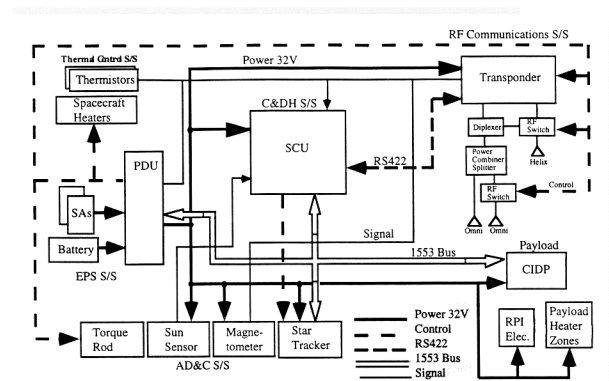 RF Communications S/S
Thermal Cntrl S/S
Thermistors
Power 32V
Transponder
Spacecraft
Heaters
C&DH S/S
SCU
Diplexer
RF
Switch
Helix
RS422
Power
Combiner
Splitter
PDU
RF
Switch
Control
SAs
Omni
Omni
Battery
Signal
EPS S/S
1553 Bus
Payload
CIDP
Torque
Rod
Sun
Sensor
Magne-
tometer
Star
Tracker
AD&C S/S
Power 32V
Control
RS422
1553 Bus
Signal
RPI
Elec.
Payload
Heater
Zones